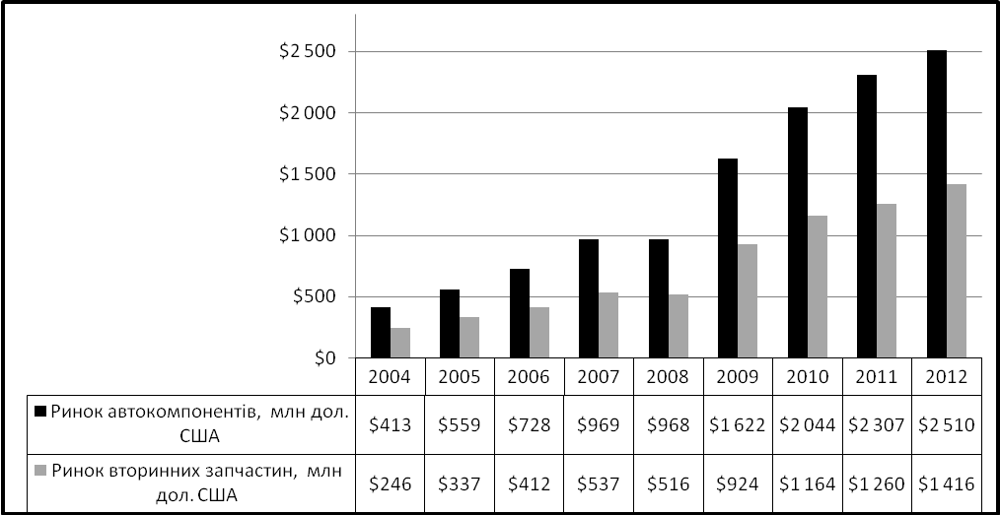 $2 500
$2 000
$1 500
$1 000
$500
$0
2004 2005 2006 2007 2008 2009 2010 2011 2012
Ринок автокомпонентів, млн дол.
США
$413 $559 $728 $969 $968 $1 622 $2 044 $2 307 $2 510
Ринок вторинних запчастин, млн
дол. США
$246 $337 $412 $537 $516 $924 $1 164 $1 260 $1 416